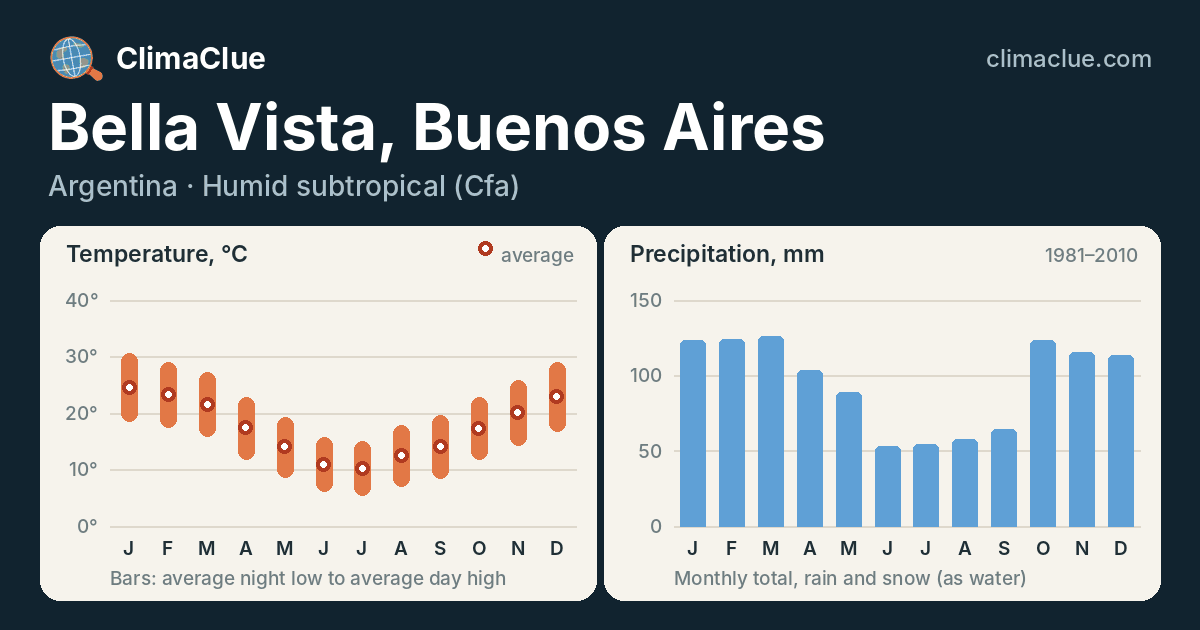 ClimaClue
climaclue.com
Bella Vista, Buenos Aires
Argentina · Humid subtropical (Cfa)
Temperature, °C
average
40°
30°
20°
10°
0°
J F M A M J J A S O N D
Bars: average night low to average day high
Precipitation, mm
1981–2010
150
100
50
0
J F M A M J J A S O N D
Monthly total, rain and snow (as water)